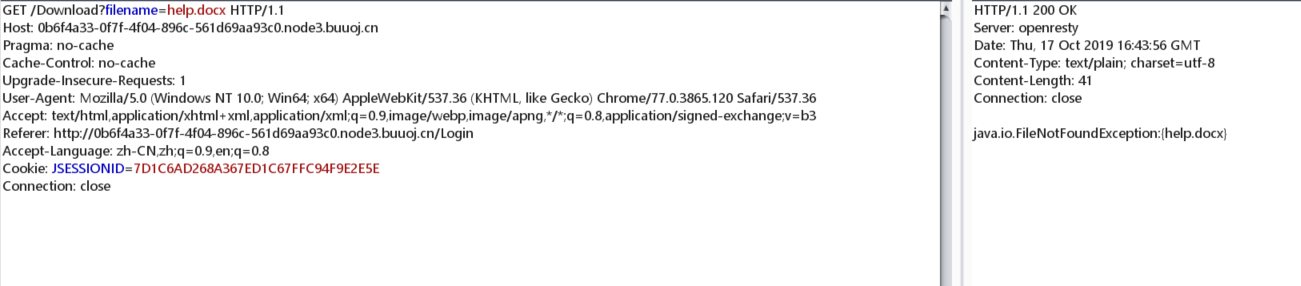 GET /Download?filename=help.docx HTTP/1.1
Host: 0b6f4a33-0f7f-4f04-896c-561d69aa93c0.node3.buuoj.cn
Pragma: no-cache
Cache-Control: no-cache
Upgrade-Insecure-Requests: 1
User-Agent: Mozilla/5.0 (Windows NT 10.0; Win64; x64) AppleWebKit/537.36 (KHTML, like Gecko) Chrome/77.0.3865.120 Safari/537.36
Accept: text/html,application/xhtml+xml,application/xml;q=0.9,image/webp,image/apng,*/*;q=0.8,application/signed-exchange;v=b3
Referer: http://0b6f4a33-0f7f-4f04-896c-561d69aa93c0.node3.buuoj.cn/Login
Accept-Language: zh-CN,zh;q=0.9,en;q=0.8
Cookie: JSESSIONID=7D1C6AD268A367ED1C67FFC94F9E2E5E
Connection: close
HTTP/1.1 200 OK
Server: openresty
Date: Thu, 17 Oct 2019 16:43:56 GMT
Content-Type: text/plain; charset=utf-8
Content-Length: 41
Connection: close
java.io.FileNotFoundException:{help.docx}